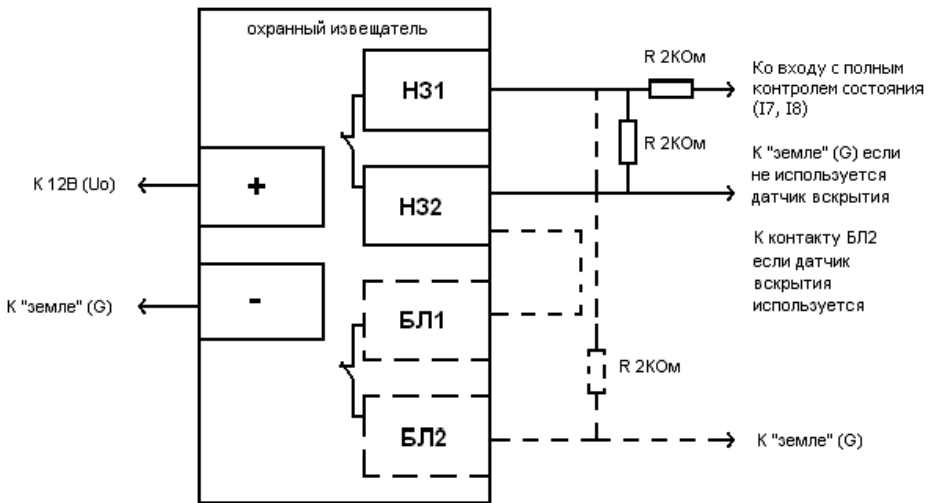 охранный извещатель
НЗ1
НЗ2
+
-
БЛ1
БЛ2
К 12В (Uo)
К "земле" (G)
R 2КОм
Ко входу с полным
контролем состояния
(I7, I8)
R 2КОм
К "земле" (G) если
не используется
датчик вскрытия
К контакту БЛ2
если датчик
вскрытия
используется
R 2КОм
К "земле" (G)